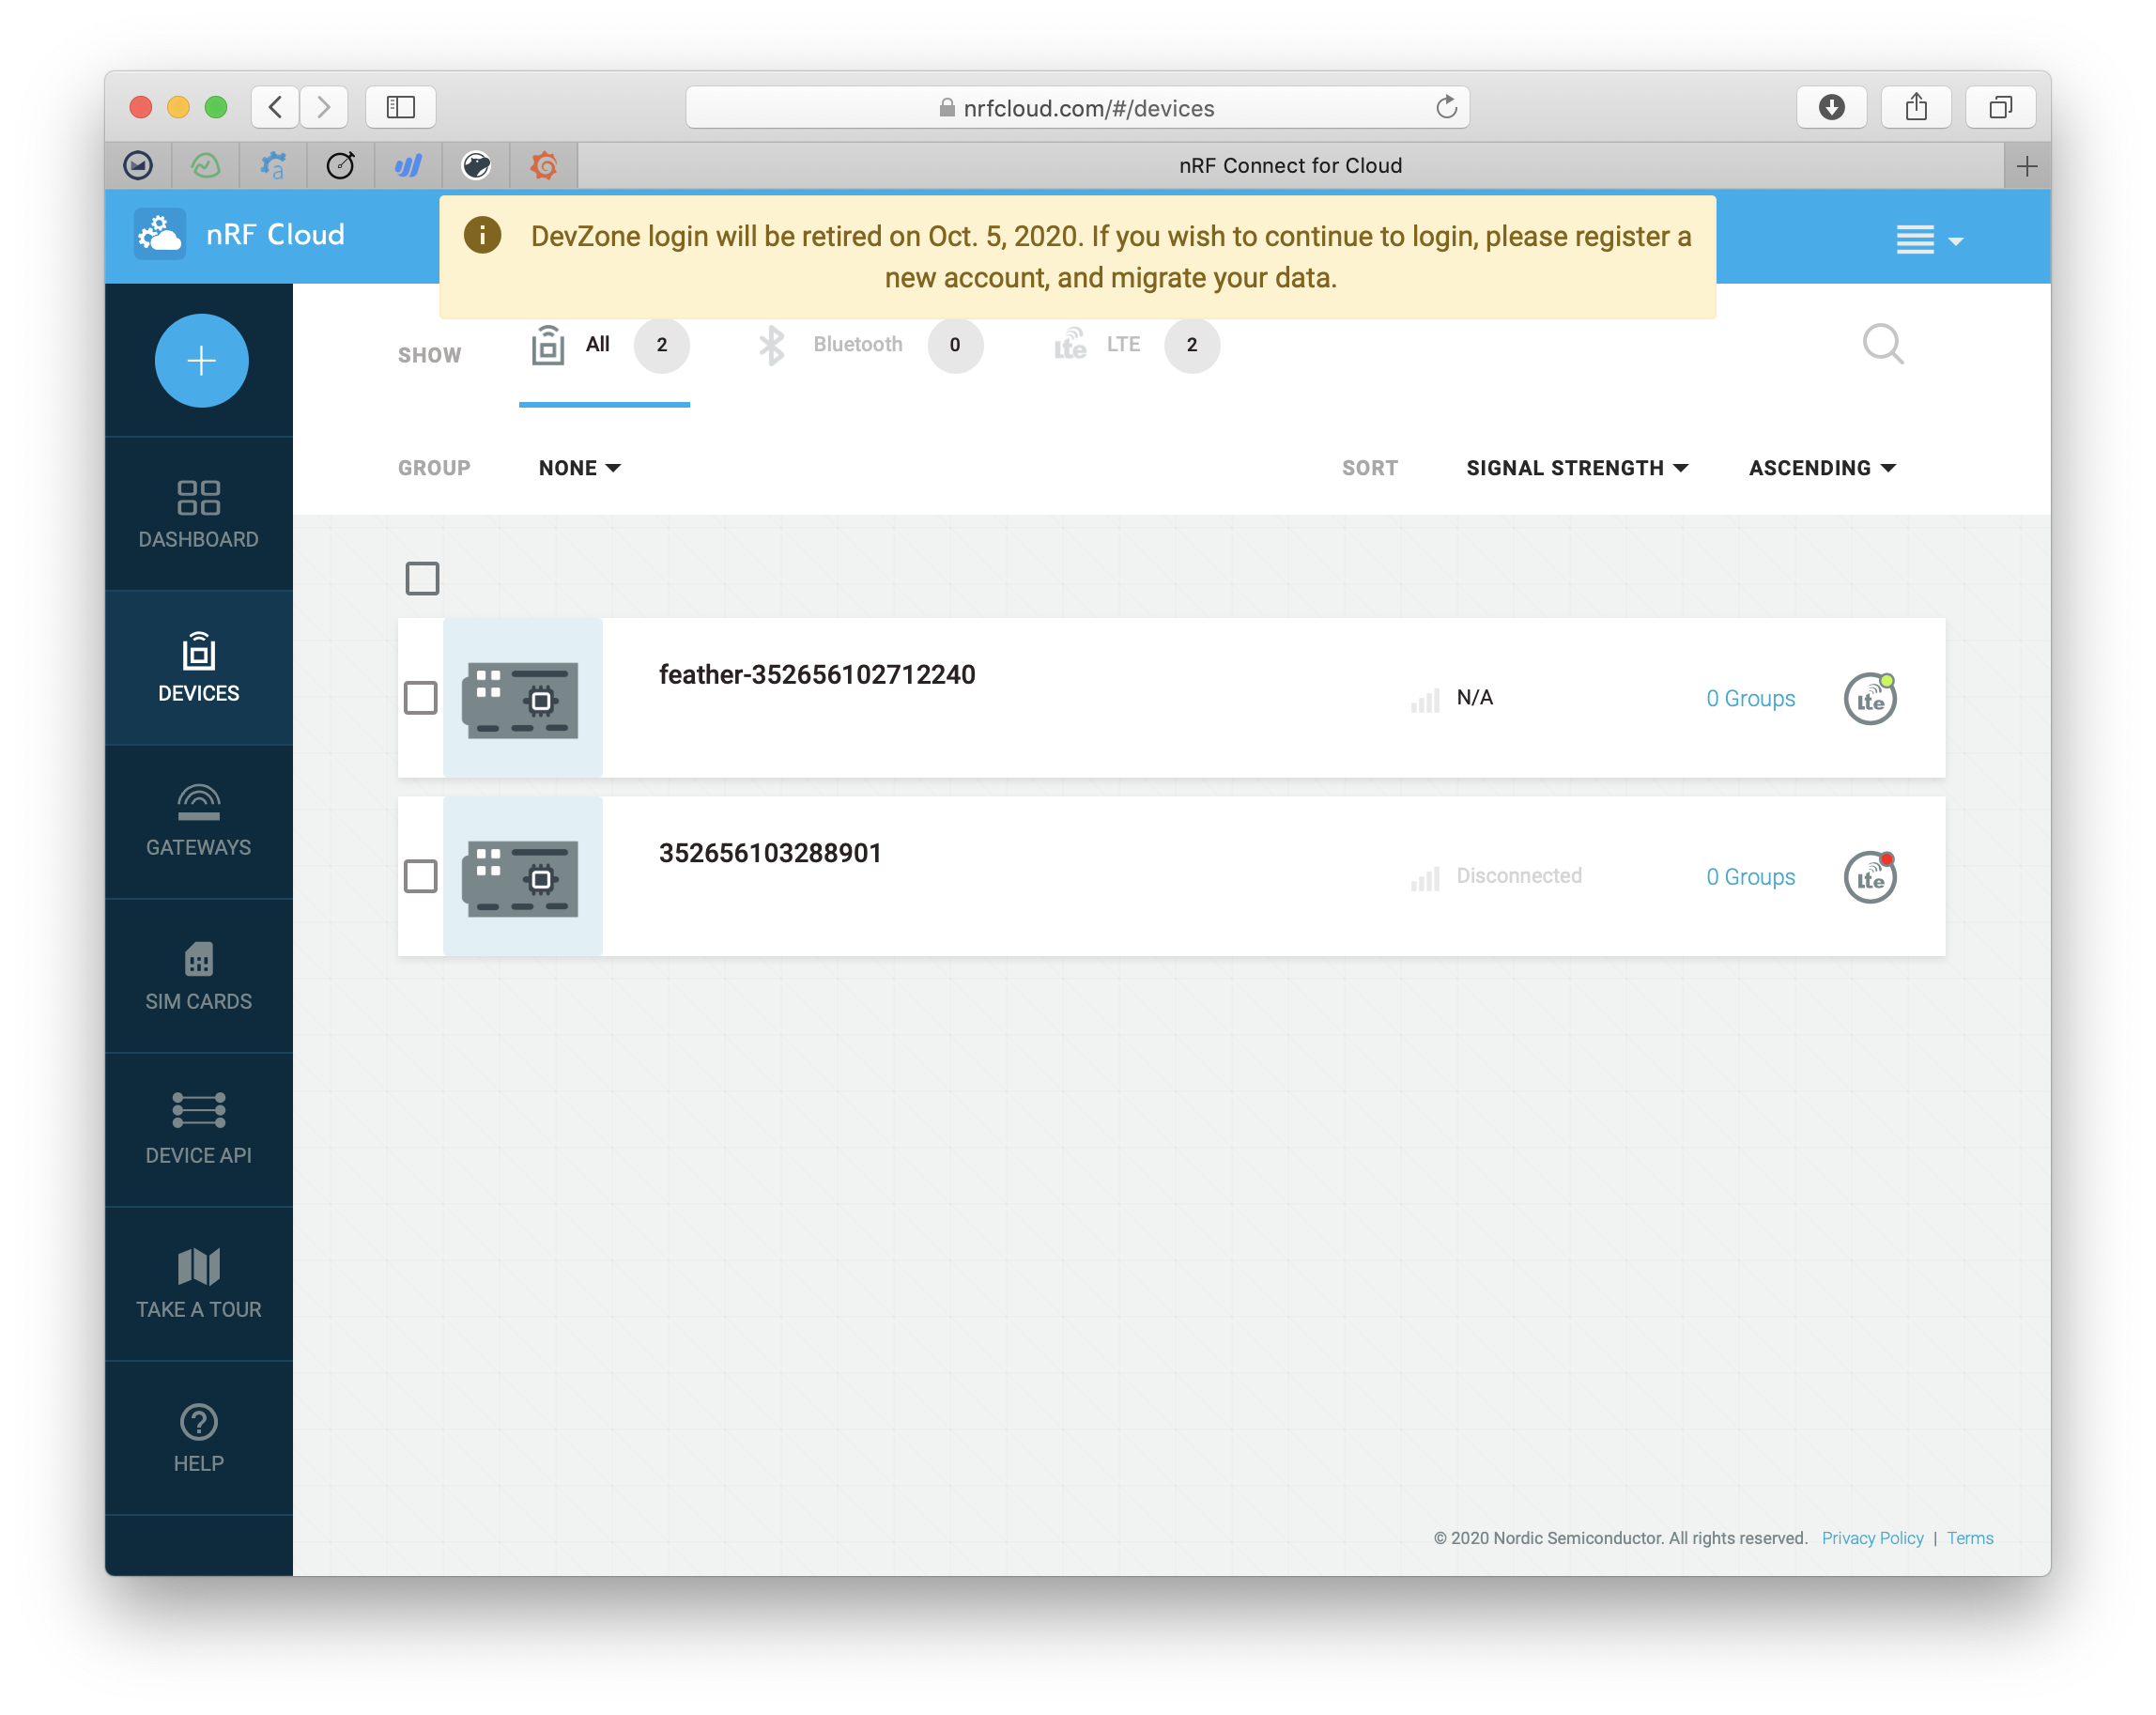 nrfcloud.com/#/devices
nRF Connect for Cloud
nRF Cloud
DevZone login will be retired on Oct. 5, 2020. If you wish to continue to login, please register a
new account, and migrate your data.
SHOW All 2 Bluetooth 0 Lte LTE 2
GROUP NONE SORT SIGNAL STRENGTH ASCENDING
DASHBOARD
DEVICES
GATEWAYS
SIM CARDS
DEVICE API
TAKE A TOUR
HELP
feather-352656102712240
N/A 0 Groups Lte
352656103288901
Disconnected 0 Groups Lte
© 2020 Nordic Semiconductor. All rights reserved. Privacy Policy | Terms